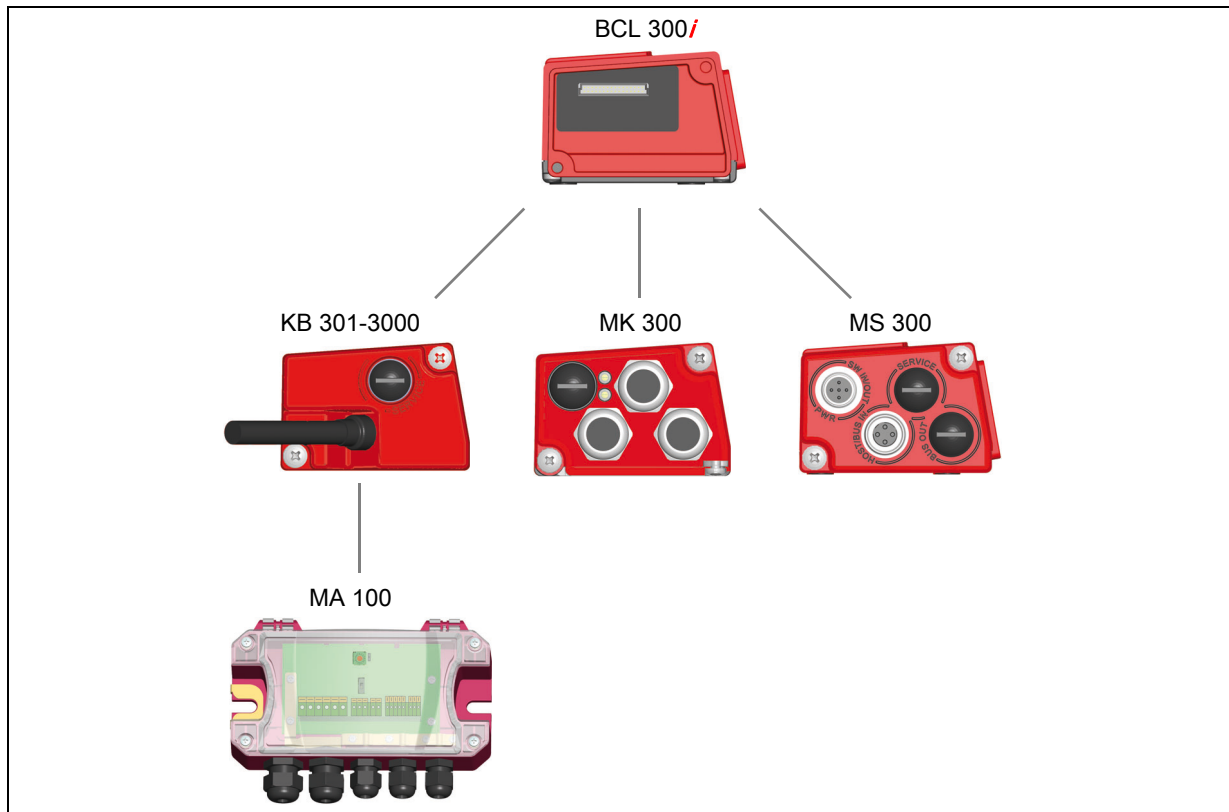 BCL 300i
KB 301-3000
MK 300
MS 300
SW IN/OUT
PWR
SERVICE
HOST/BUS IN
BUS OUT
MA 100